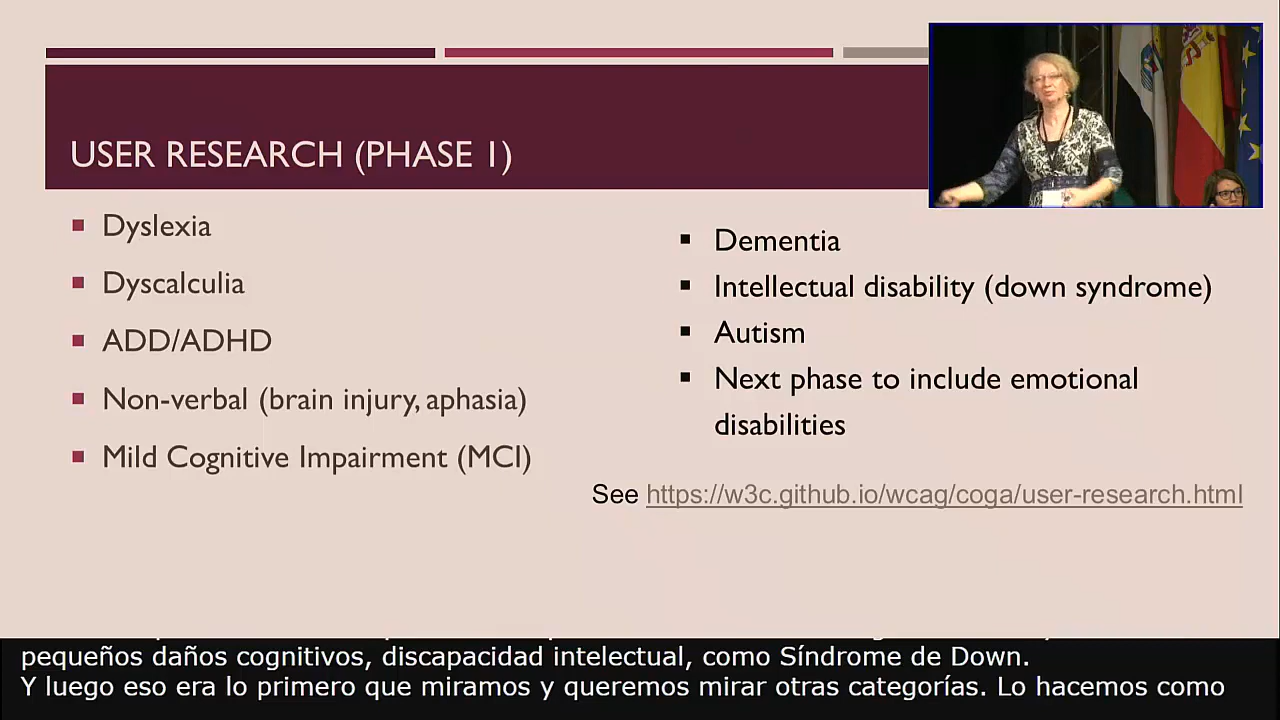 USER RESEARCH (PHASE 1)
Dyslexia
Dyscalculia
ADD/ADHD
Non-verbal (brain injury, aphasia)
Mild Cognitive Impairment (MCI)
Dementia
Intellectual disability (down syndrome)
Autism
Next phase to include emotional
disabilities
See https://w3c.github.io/wcag/coga/user-research.html
pequeños daños cognitivos, discapacidad intelectual, como Síndrome de Down.
Y luego eso era lo primero que miramos y queremos mirar otras categorías. Lo hacemos como